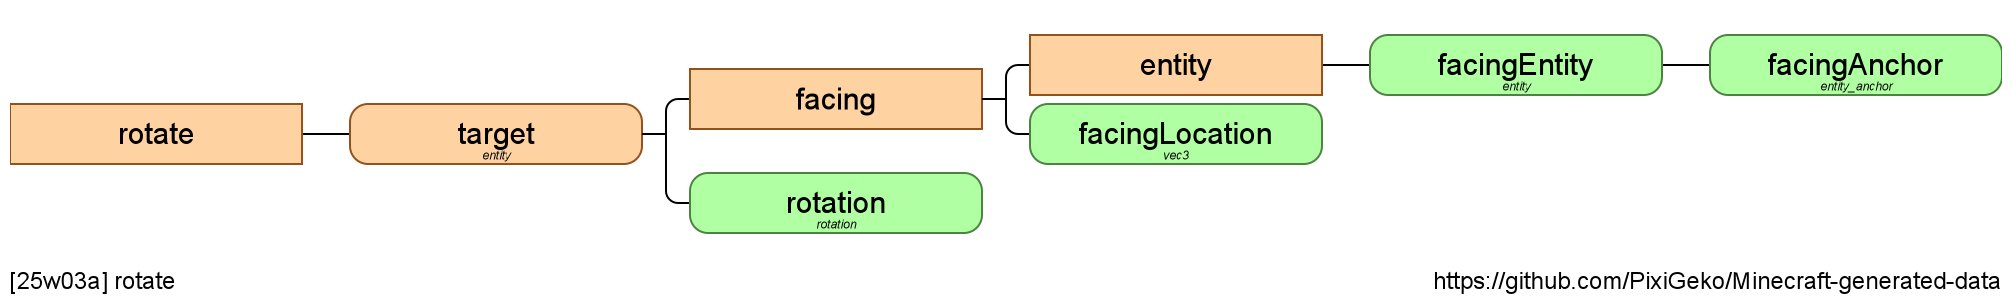 rotate
target
entity
facing
rotation
rotation
entity
facingLocation
vec3
facingEntity
entity
facingAnchor
entity_anchor
[25w03a] rotate
https://github.com/PixiGeko/Minecraft-generated-data